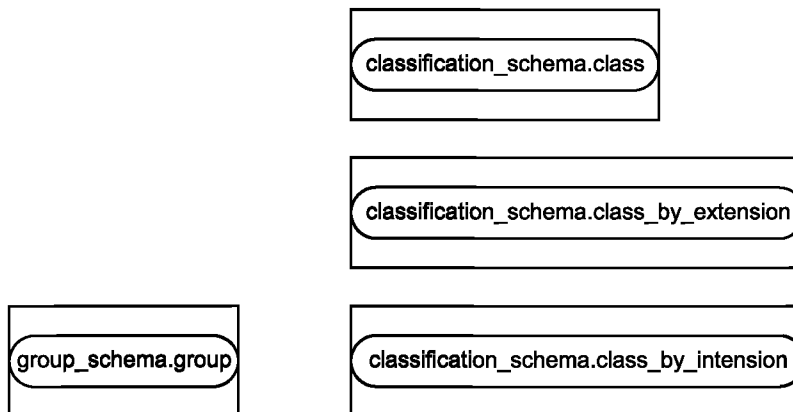 classification_schema.class
classification_schema.class_by_extension
group_schema.group
classification_schema.class_by_intension